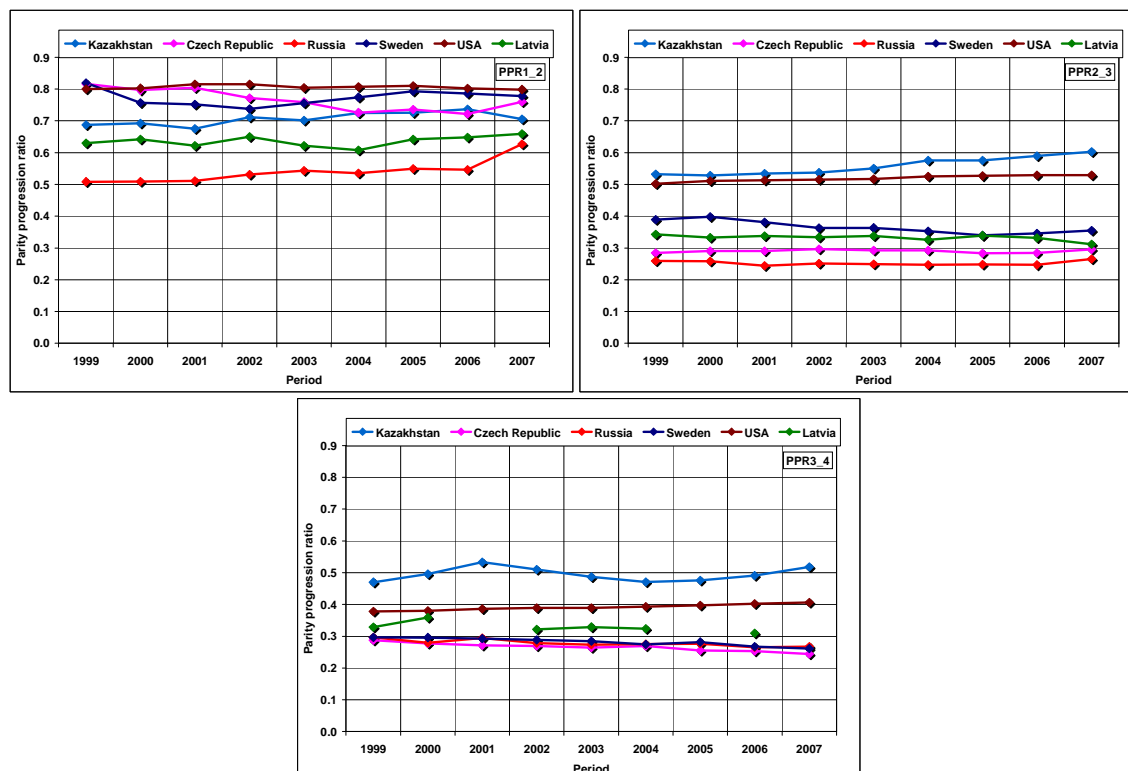 Kazakhstan Czech Republic Russia Sweden USA Latvia
PPR1_2
Parity progression ratio
0.9
0.8
0.7
0.6
0.5
0.4
0.3
0.2
0.1
0.0
1999 2000 2001 2002 2003 2004 2005 2006 2007
Period
Kazakhstan Czech Republic Russia Sweden USA Latvia
PPR2_3
Parity progression ratio
0.9
0.8
0.7
0.6
0.5
0.4
0.3
0.2
0.1
0.0
1999 2000 2001 2002 2003 2004 2005 2006 2007
Period
Kazakhstan Czech Republic Russia Sweden USA Latvia
PPR3_4
Parity progression ratio
0.9
0.8
0.7
0.6
0.5
0.4
0.3
0.2
0.1
0.0
1999 2000 2001 2002 2003 2004 2005 2006 2007
Period